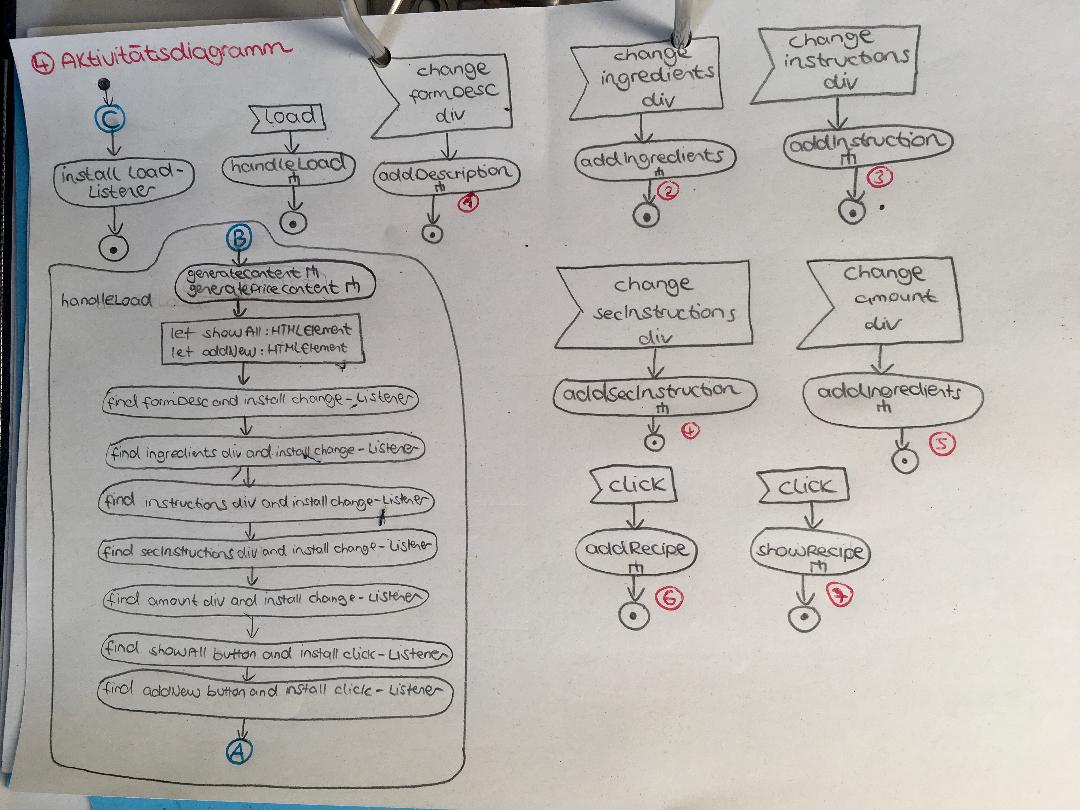 ④ Aktivitätsdiagramm
C
install load-
Listener
load
handleLoad
change
formDesc
div
addDescription
①
change
ingredients
div
addIngredients
②
change
instructions
div
addInstruction
③
handleLoad
B
generatecontent
generatePricecontent
let showAll: HTMLElement
let addNew: HTMLElement
find formDesc and install change-Listener
find ingredients div and install change-Listener
find instructions div and install change-Listener
find secInstructions div and install change-Listener
find amount div and install change-Listener
find showAll button and install click-Listener
find addNew button and install click-Listener
A
change
secInstructions
div
addsecInstruction
④
change
amount
div
addIngredients
⑤
click
addRecipe
⑥
click
showRecipe
⑦